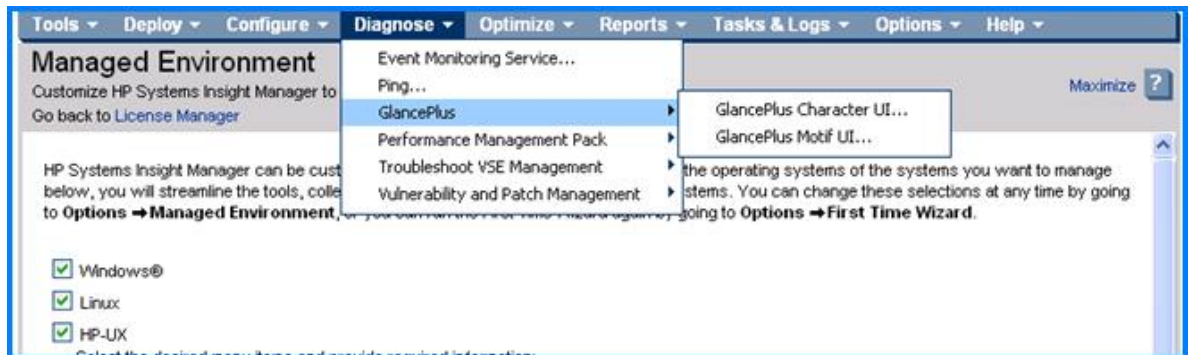 Tools Deploy Configure Diagnose Optimize Reports Tasks & Logs Options Help
Managed Environment
Customize HP Systems Insight Manager to
Go back to License Manager
Maximize ?
Event Monitoring Service...
Ping...
GlancePlus
Performance Management Pack
Troubleshoot VSE Management
Vulnerability and Patch Management
GlancePlus Character UI...
GlancePlus Motif UI...
HP Systems Insight Manager can be cust the operating systems of the systems you want to manage
below, you will streamline the tools, colle stems. You can change these selections at any time by going
to Options ➔Managed Environment, going to Options ➔First Time Wizard.
Windows®
Linux
HP-UX